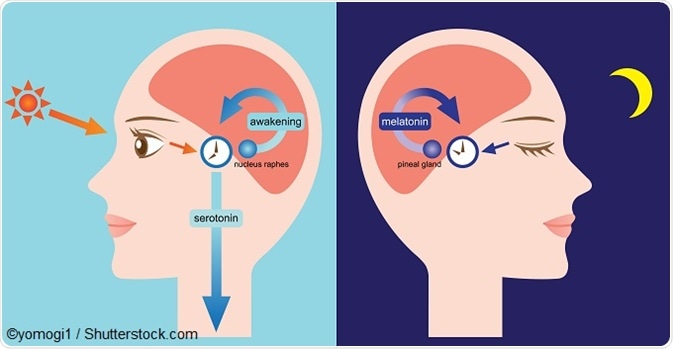 awakening
nucleus raphes
serotonin
melatonin
pineal gland
©yomogi1 / Shutterstock.com